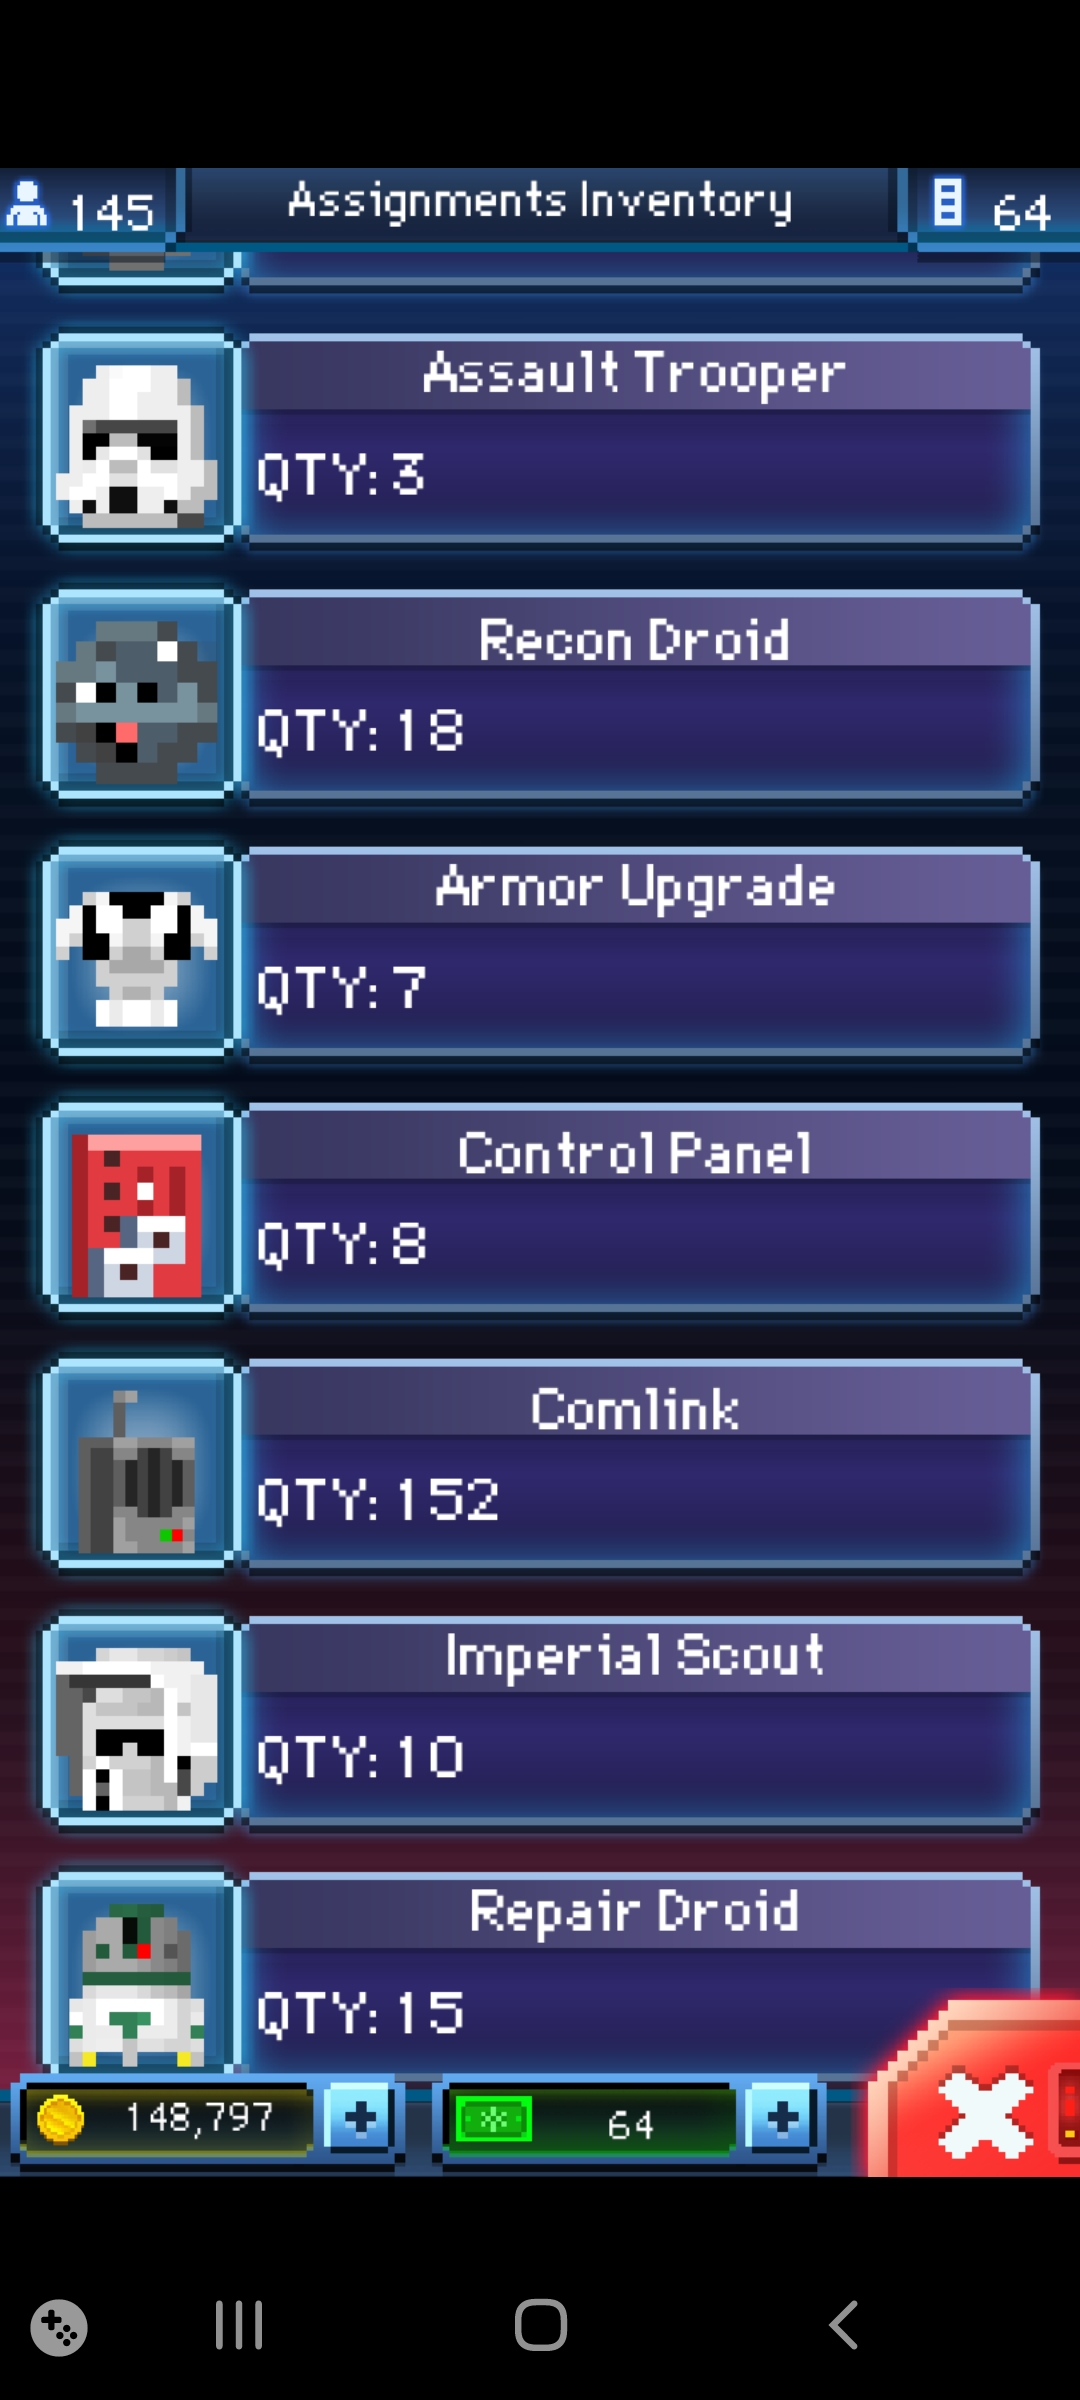 145
Assignments Inventory
64
Assault Trooper
QTY: 3
Recon Droid
QTY: 18
Armor Upgrade
QTY: 7
Control Panel
QTY: 8
Comlink
QTY: 152
Imperial Scout
QTY: 10
Repair Droid
QTY: 15
148,797
64